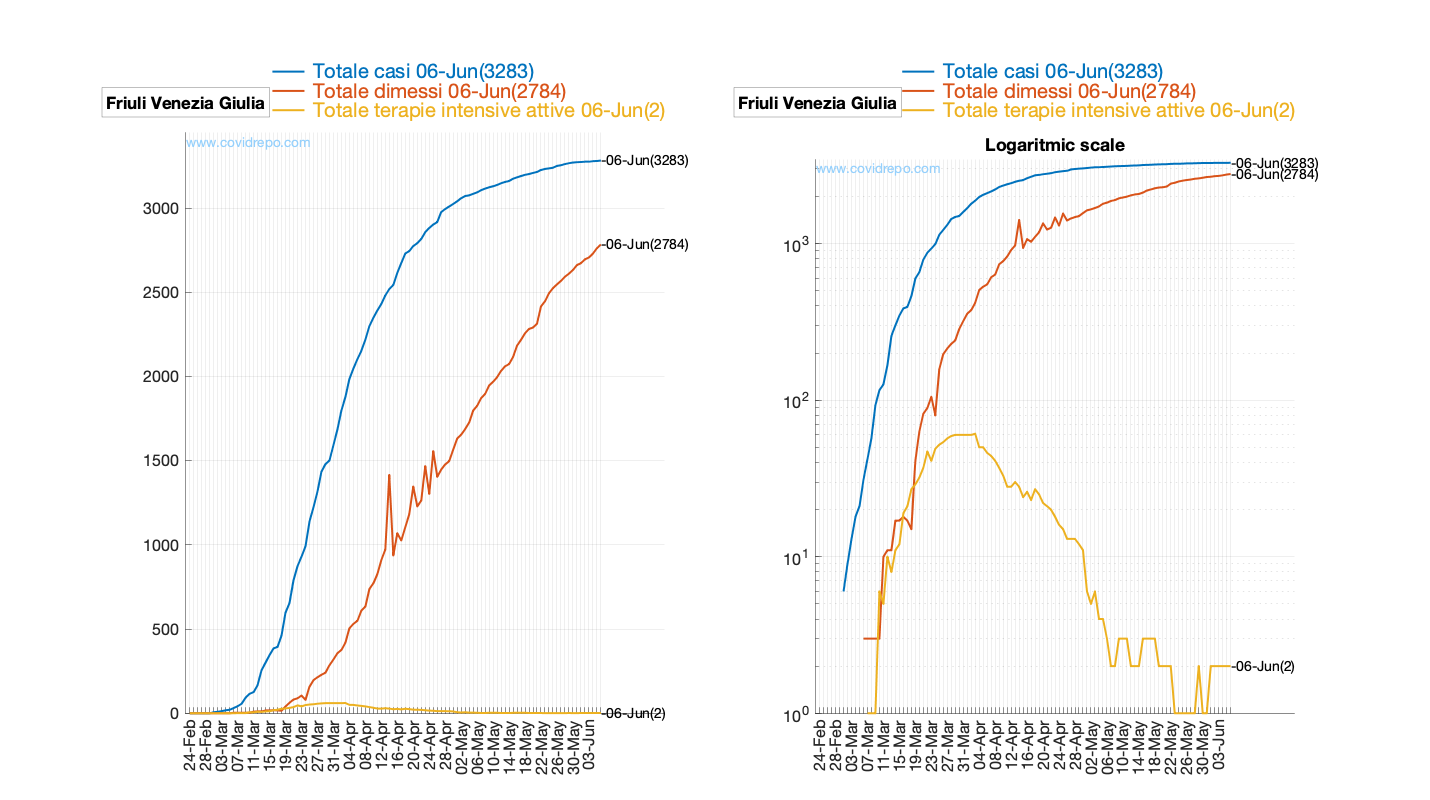 Totale casi 06-Jun(3283)
Totale dimessi 06-Jun(2784)
Totale terapie intensive attive 06-Jun(2)
Friuli Venezia Giulia
www.covidrepo.com
-06-Jun(3283)
-06-Jun(2784)
-06-Jun(2)
3000
2500
2000
1500
1000
500
0
24-Feb
28-Feb
03-Mar
07-Mar
11-Mar
15-Mar
19-Mar
23-Mar
27-Mar
31-Mar
04-Apr
08-Apr
12-Apr
16-Apr
20-Apr
24-Apr
28-Apr
02-May
06-May
10-May
14-May
18-May
22-May
26-May
30-May
03-Jun
Totale casi 06-Jun(3283)
Totale dimessi 06-Jun(2784)
Totale terapie intensive attive 06-Jun(2)
Friuli Venezia Giulia
Logaritmic scale
www.covidrepo.com
-06-Jun(3283)
-06-Jun(2784)
-06-Jun(2)
10³
10²
10¹
10⁰
24-Feb
28-Feb
03-Mar
07-Mar
11-Mar
15-Mar
19-Mar
23-Mar
27-Mar
31-Mar
04-Apr
08-Apr
12-Apr
16-Apr
20-Apr
24-Apr
28-Apr
02-May
06-May
10-May
14-May
18-May
22-May
26-May
30-May
03-Jun